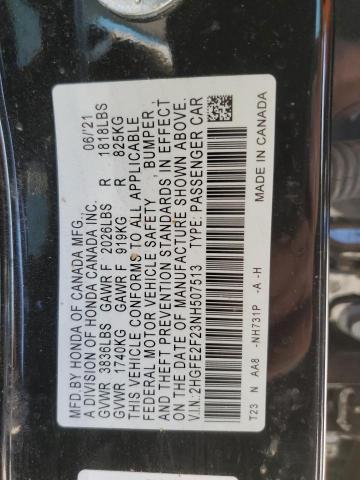 MFD.BY HONDA OF CANADA MFG., 06/'21
A DIVISION OF HONDA CANADA INC.
GVWR 3836LBS GAWR F 2026LBS R 1818LBS
GVWR 1740KG GAWR F 919KG R 825KG
THIS VEHICLE CONFORMS TO ALL APPLICABLE
FEDERAL MOTOR VEHICLE SAFETY, BUMPER,
AND THEFT PREVENTION STANDARDS, IN EFFECT
ON THE DATE OF MANUFACTURE SHOWN ABOVE.
V.I.N:2HGFE2F23NH507513 TYPE: PASSENGER CAR
T23 N AA8 -NH731P -A -H MADE IN CANADA